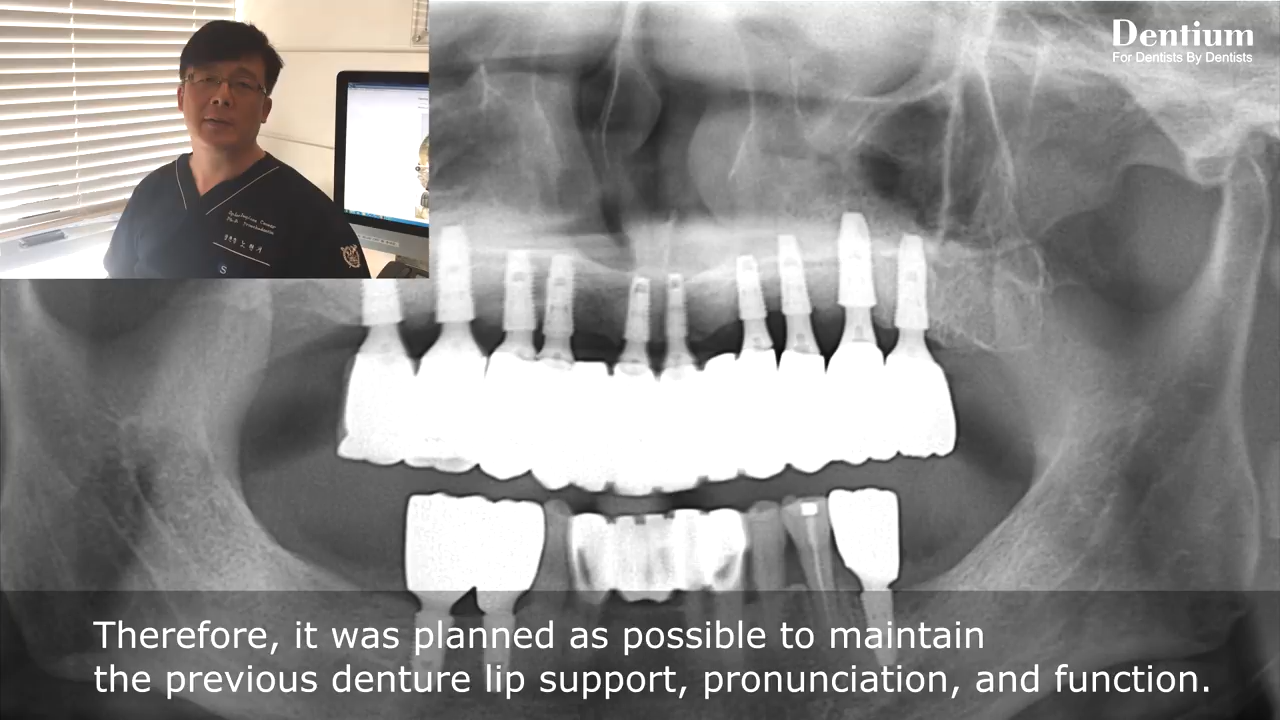 Dentium
For Dentists By Dentists
S
Therefore, it was planned as possible to maintain
the previous denture lip support, pronunciation, and function.